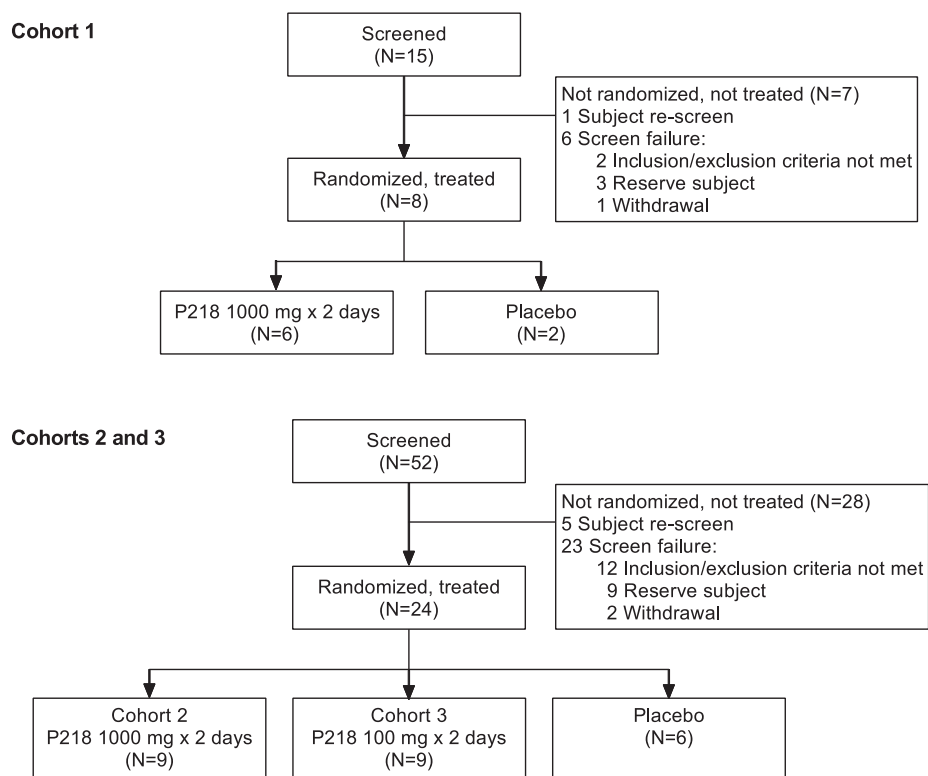 Cohort 1
Screened
(N=15)
Not randomized, not treated (N=7)
1 Subject re-screen
6 Screen failure:
2 Inclusion/exclusion criteria not met
3 Reserve subject
1 Withdrawal
Randomized, treated
(N=8)
P218 1000 mg x 2 days
(N=6)
Placebo
(N=2)
Cohorts 2 and 3
Screened
(N=52)
Not randomized, not treated (N=28)
5 Subject re-screen
23 Screen failure:
12 Inclusion/exclusion criteria not met
9 Reserve subject
2 Withdrawal
Randomized, treated
(N=24)
Cohort 2
P218 1000 mg x 2 days
(N=9)
Cohort 3
P218 100 mg x 2 days
(N=9)
Placebo
(N=6)